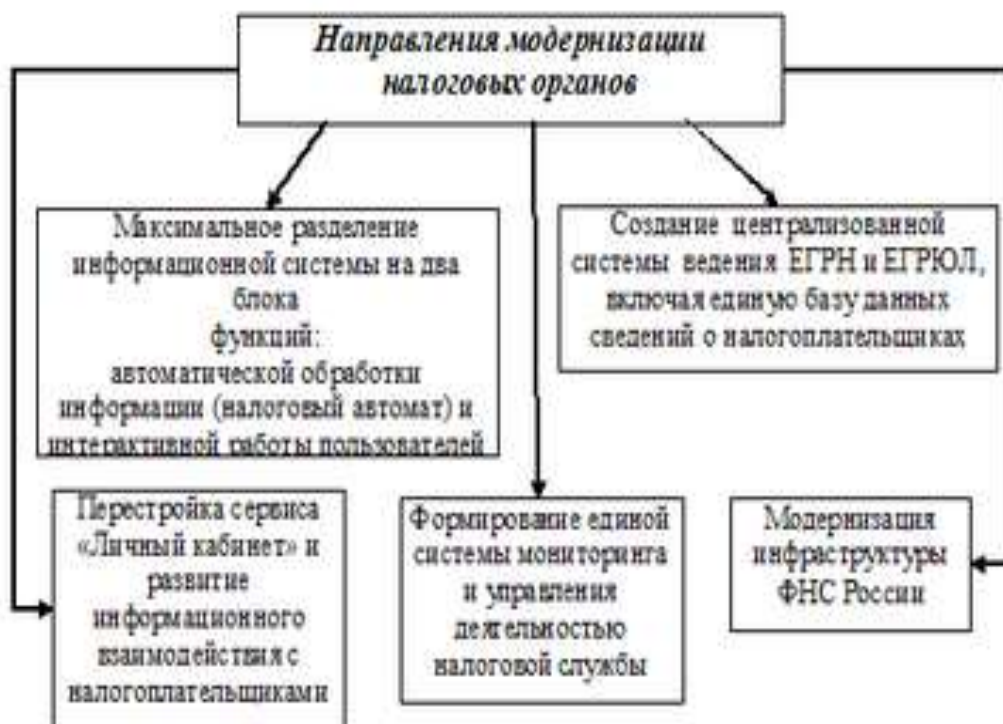 Направления модернизации
налоговых органов
Максимальное разделение
информационной системы на два
блока
функций:
автоматической обработки
информации (налоговый автомат) и
интерактивной работы пользователей
Создание централизованной
системы ведения ЕГРН и ЕГРЮЛ,
включая единую базу данных
сведений о налогоплательщиках
Перестройка сервиса
«Личный кабинет» и
развитие
информационного
взаимодействия с
налогоплательщиками
Формирование единой
системы мониторинга
и управления
деятельностью
налоговой службы
Модернизация
инфраструктуры
ФНС России